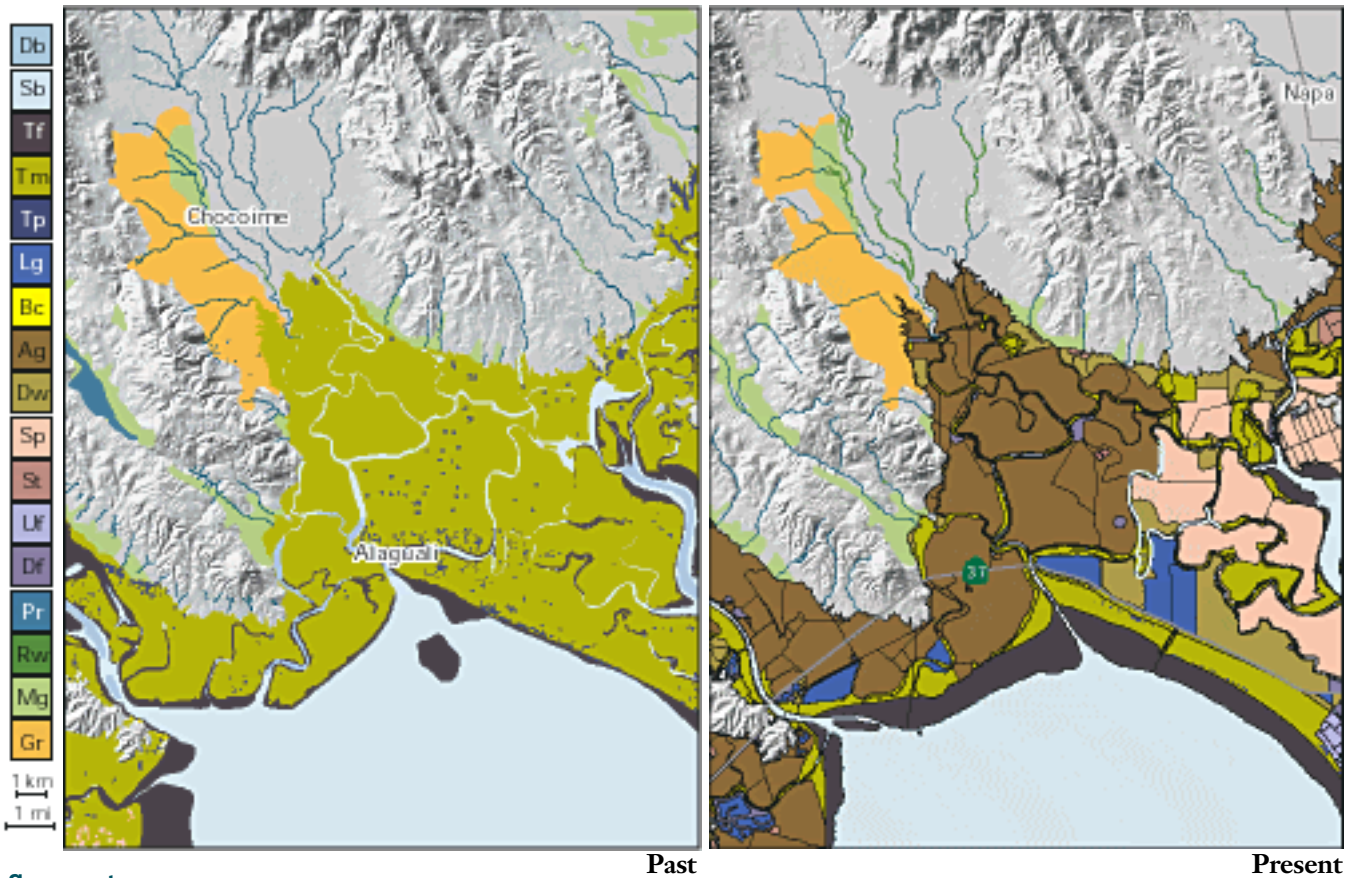 Db
Sb
Tf
Tm
Tp
Lg
Bc
Ag
Dw
Sp
St
Uf
Df
Pr
Rw
Mg
Gr
1 km
1 mi
Chocoime
Alaguali
Napa
37
Past
Present